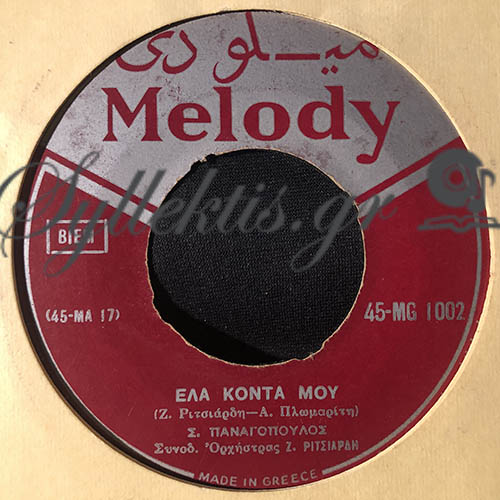 ميلودى
Melody
Syllektis.gr
BIEM
(45-MA 17)
45-MG 1002
ΕΛΑ ΚΟΝΤΑ ΜΟΥ
(Ζ. Ριτσιάρδη—Α. Πλωμαρίτη)
Σ. ΠΑΝΑΓΟΠΟΥΛΟΣ
Συνοδ. Ὀρχήστρας Ζ. ΡΙΤΣΙΑΡΔΗ
MADE IN GREECE